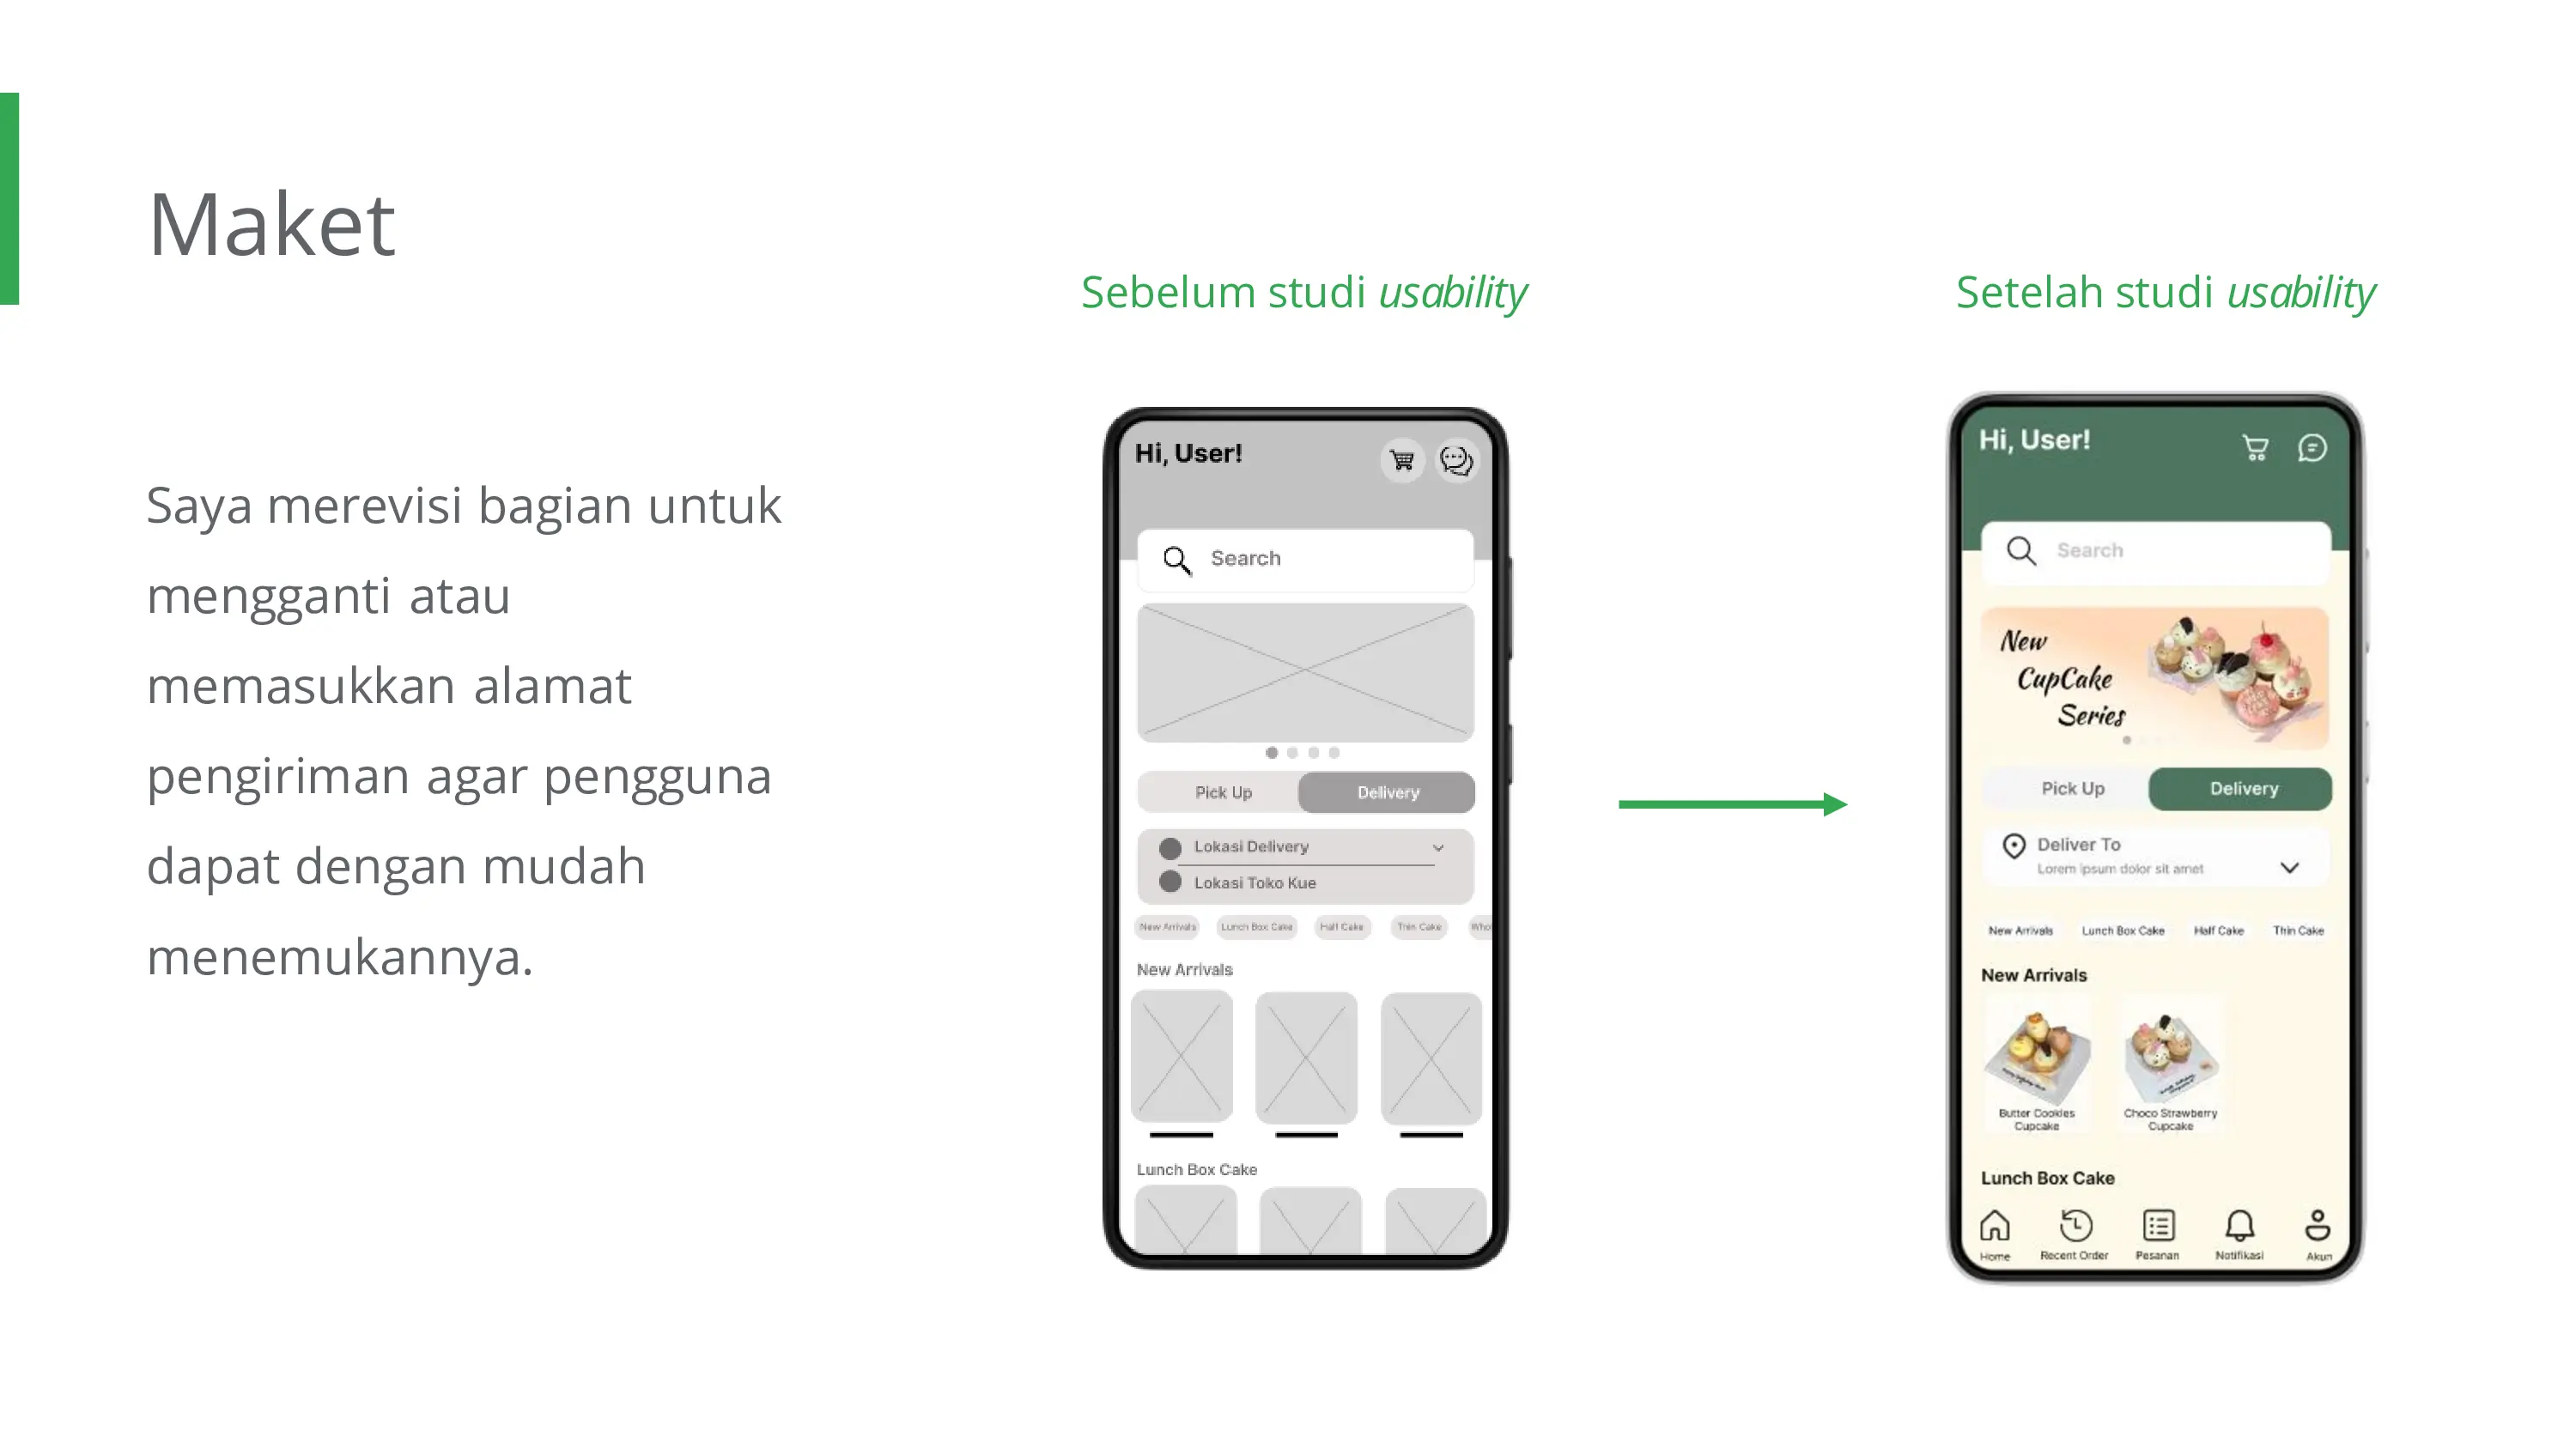 Maket
Saya merevisi bagian untuk
mengganti atau
memasukkan alamat
pengiriman agar pengguna
dapat dengan mudah
menemukannya.
Sebelum studi usability
Hi, User!
Search
Pick Up
Delivery
Lokasi Delivery
Lokasi Toko Kue
New Arrivals
Lunch Box Cake
Half Cake
Thin Cake
New Arrivals
Lunch Box Cake
Setelah studi usability
Hi, User!
Search
New
CupCake
Series
Pick Up
Delivery
Deliver To
Lorem ipsum dolor sit amet
New Arrivals
Lunch Box Cake
Half Cake
Thin Cake
New Arrivals
Butter Cookies
Cupcake
Choco Strawberry
Cupcake
Lunch Box Cake
Home
Recent Order
Pesanan
Notifikasi
Akun